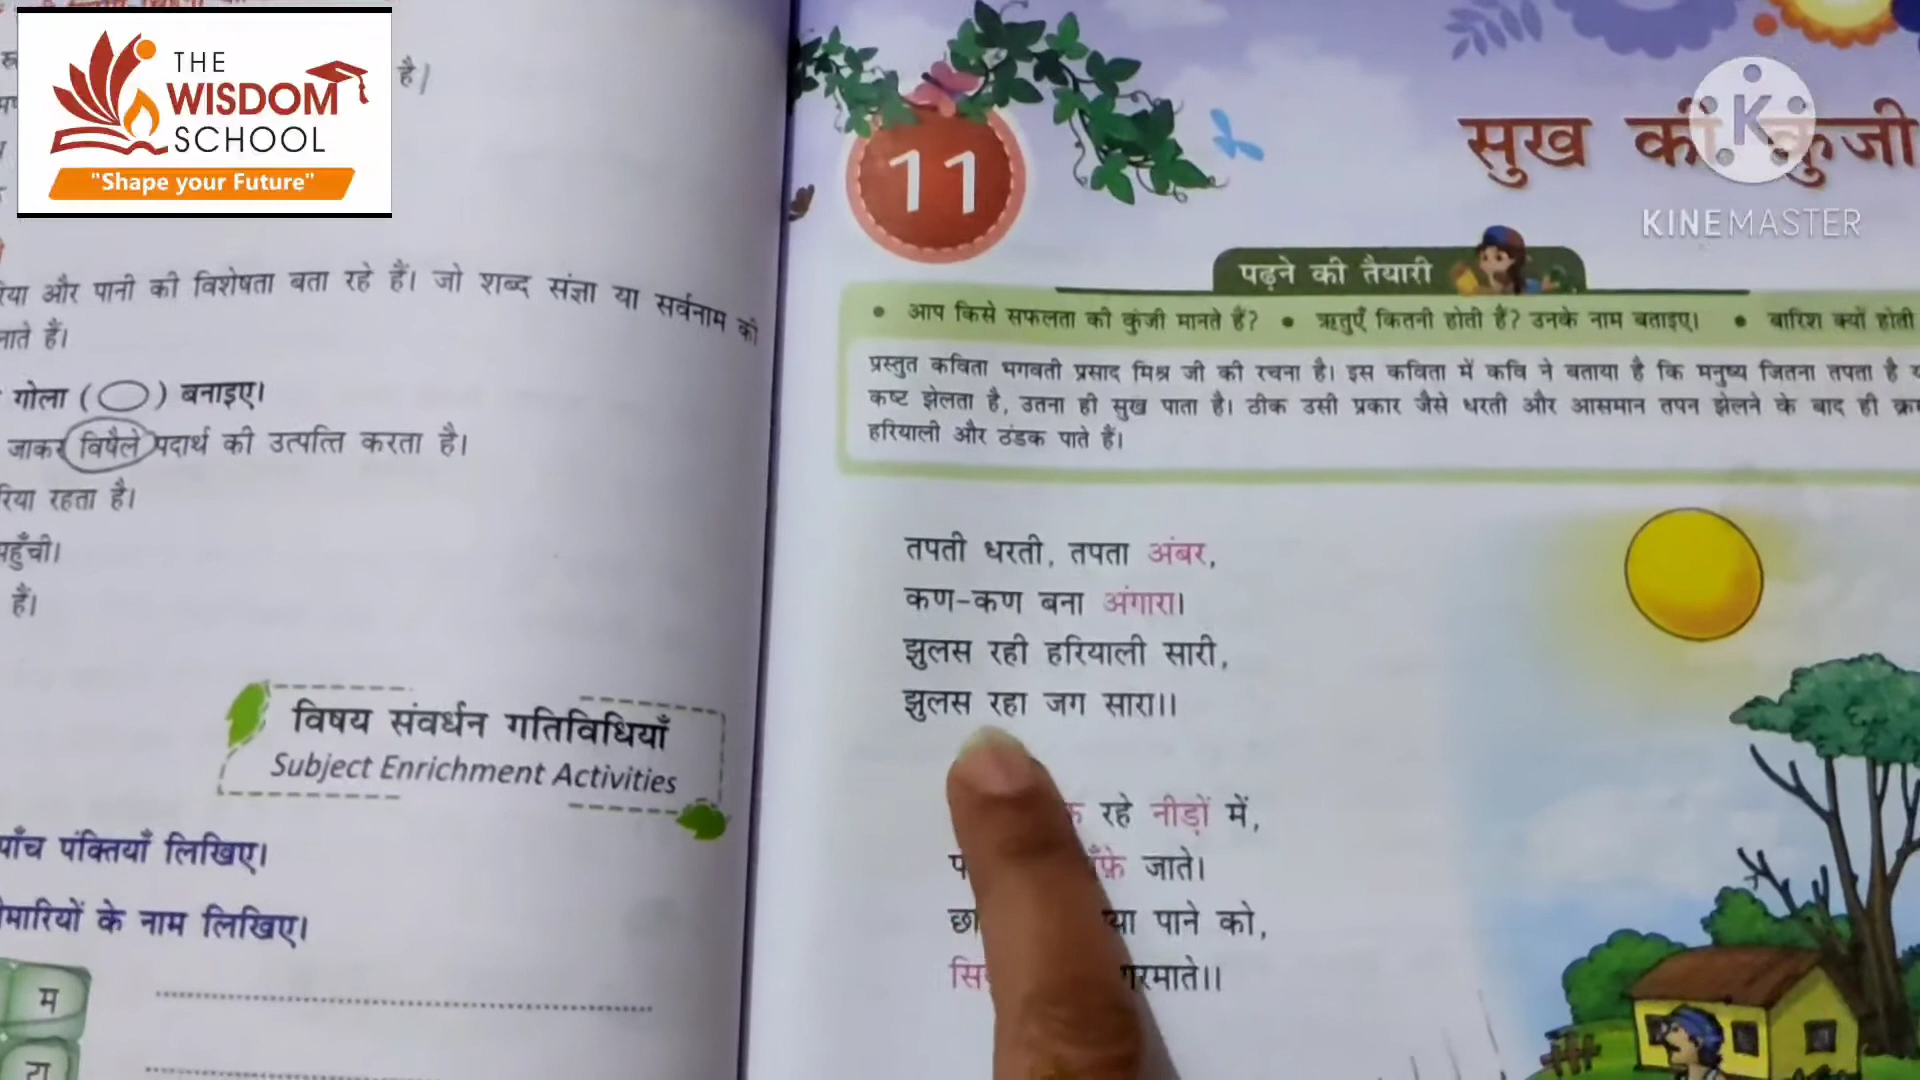 THE
WISDOM
SCHOOL
"Shape your Future"
है।
और पानी की विशेषता बता रहे हैं। जो शब्द संज्ञा या सर्वनाम की
हैं।
गोला ( ) बनाइए।
जाकर विषैले पदार्थ की उत्पत्ति करता है।
रहता है।
हैं।
विषय संवर्धन गतिविधियाँ
Subject Enrichment Activities
पाँच पंक्तियाँ लिखिए।
के नाम लिखिए।
म
11
सुख की कुंजी
KINEMASTER
पढ़ने की तैयारी
• आप किसे सफलता की कुंजी मानते हैं? • ऋतुएँ कितनी होती हैं? उनके नाम बताइए। • बारिश क्यों होती
प्रस्तुत कविता भगवती प्रसाद मिश्र जी की रचना है। इस कविता में कवि ने बताया है कि मनुष्य जितना तपता है
कष्ट झेलता है, उतना ही सुख पाता है। ठीक उसी प्रकार जैसे धरती और आसमान तपन झेलने के बाद ही
हरियाली और ठंडक पाते हैं।
तपती धरती, तपता अंबर,
कण-कण बना अंगारा।
झुलस रही हरियाली सारी,
झुलस रहा जग सारा।।
रहे नीड़ों में,
जाते।
पाने को,